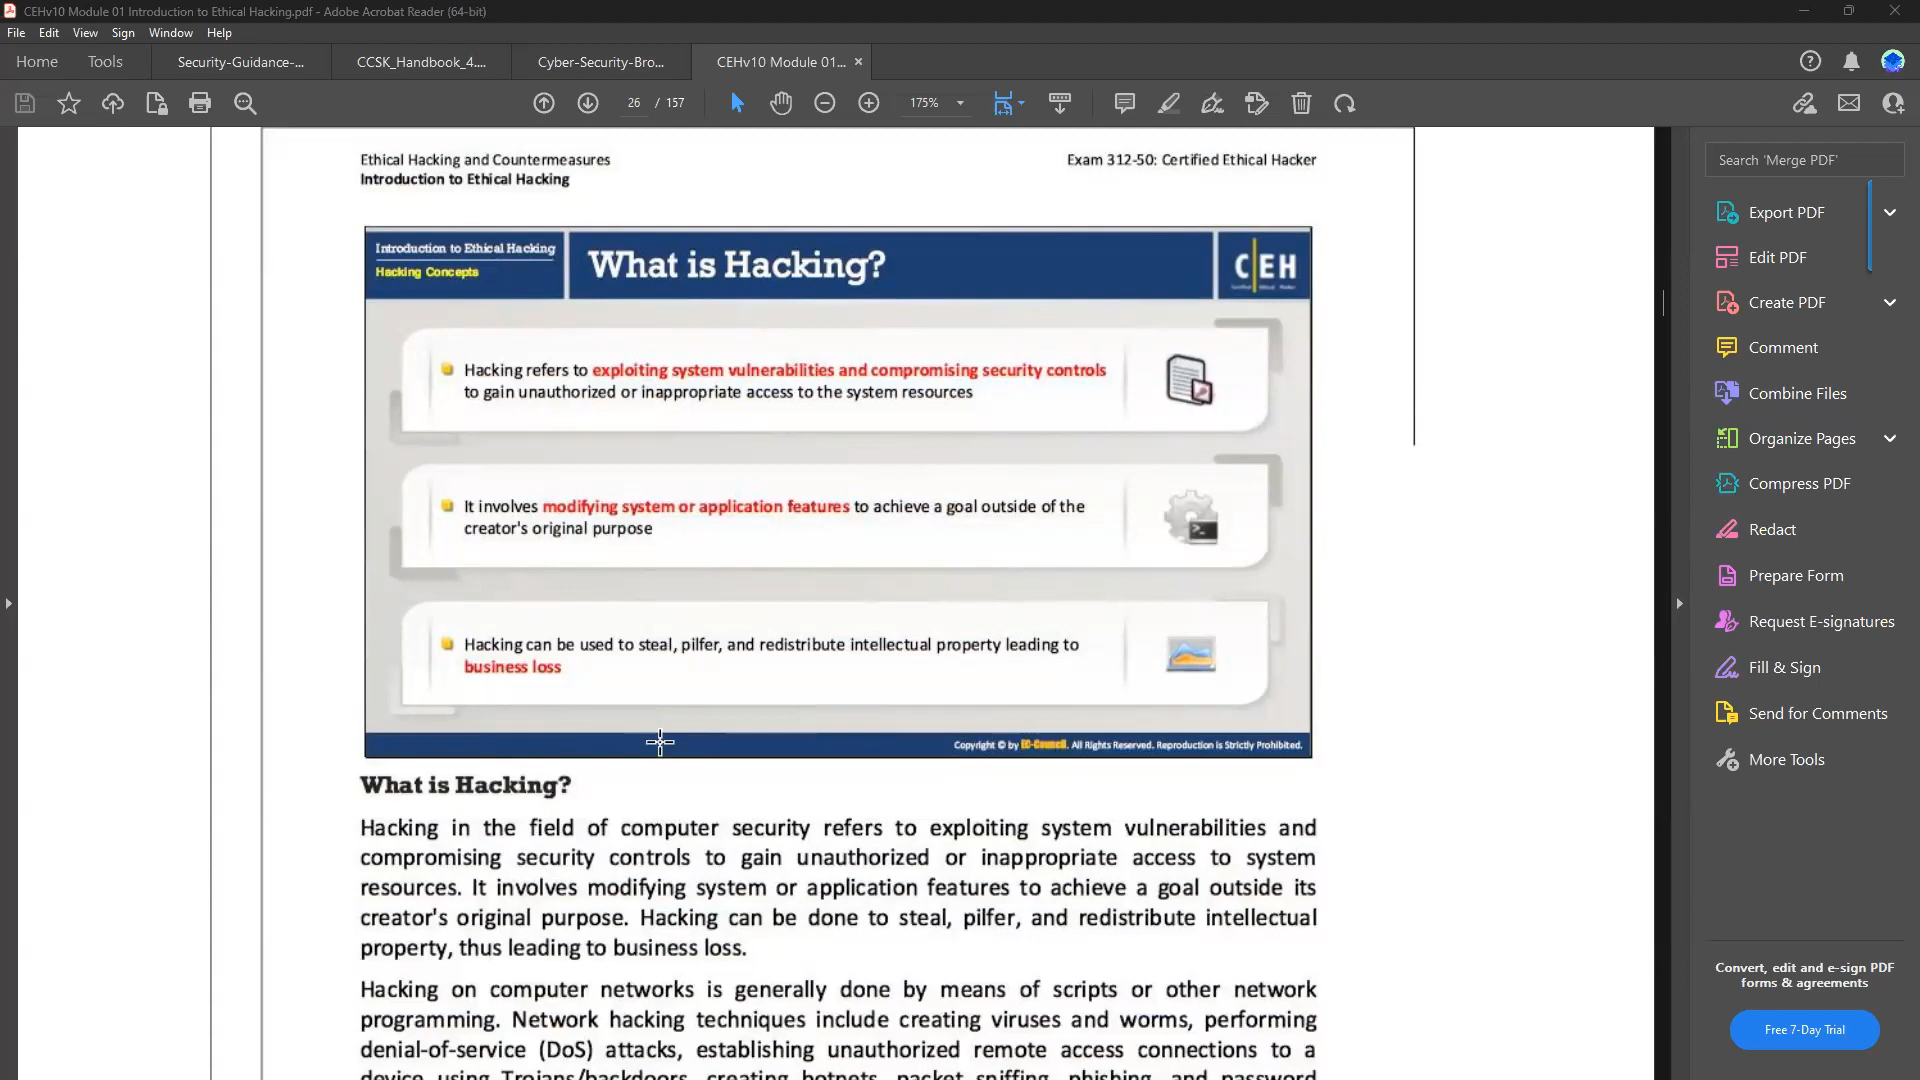 CEHv10 Module 01 Introduction to Ethical Hacking.pdf - Adobe Acrobat Reader (64-bit)
File Edit View Sign Window Help
Home Tools Security-Guidance-... CCSK_Handbook_4.... Cyber-Security-Bro... CEHv10 Module 01...
26 / 157 175%
Ethical Hacking and Countermeasures Exam 312-50: Certified Ethical Hacker
Introduction to Ethical Hacking
Introduction to Ethical Hacking
Hacking Concepts
What is Hacking?
C|EH
Hacking refers to exploiting system vulnerabilities and compromising security controls
to gain unauthorized or inappropriate access to the system resources
It involves modifying system or application features to achieve a goal outside of the
creator's original purpose
Hacking can be used to steal, pilfer, and redistribute intellectual property leading to
business loss
Copyright © by EC-Council. All Rights Reserved. Reproduction is Strictly Prohibited.
What is Hacking?
Hacking in the field of computer security refers to exploiting system vulnerabilities and
compromising security controls to gain unauthorized or inappropriate access to system
resources. It involves modifying system or application features to achieve a goal outside its
creator's original purpose. Hacking can be done to steal, pilfer, and redistribute intellectual
property, thus leading to business loss.
Hacking on computer networks is generally done by means of scripts or other network
programming. Network hacking techniques include creating viruses and worms, performing
denial-of-service (DoS) attacks, establishing unauthorized remote access connections to a
device using Trojans/backdoors, creating botnets, packet sniffing, phishing, and password
Search 'Merge PDF'
Export PDF
Edit PDF
Create PDF
Comment
Combine Files
Organize Pages
Compress PDF
Redact
Prepare Form
Request E-signatures
Fill & Sign
Send for Comments
More Tools
Convert, edit and e-sign PDF
forms & agreements
Free 7-Day Trial